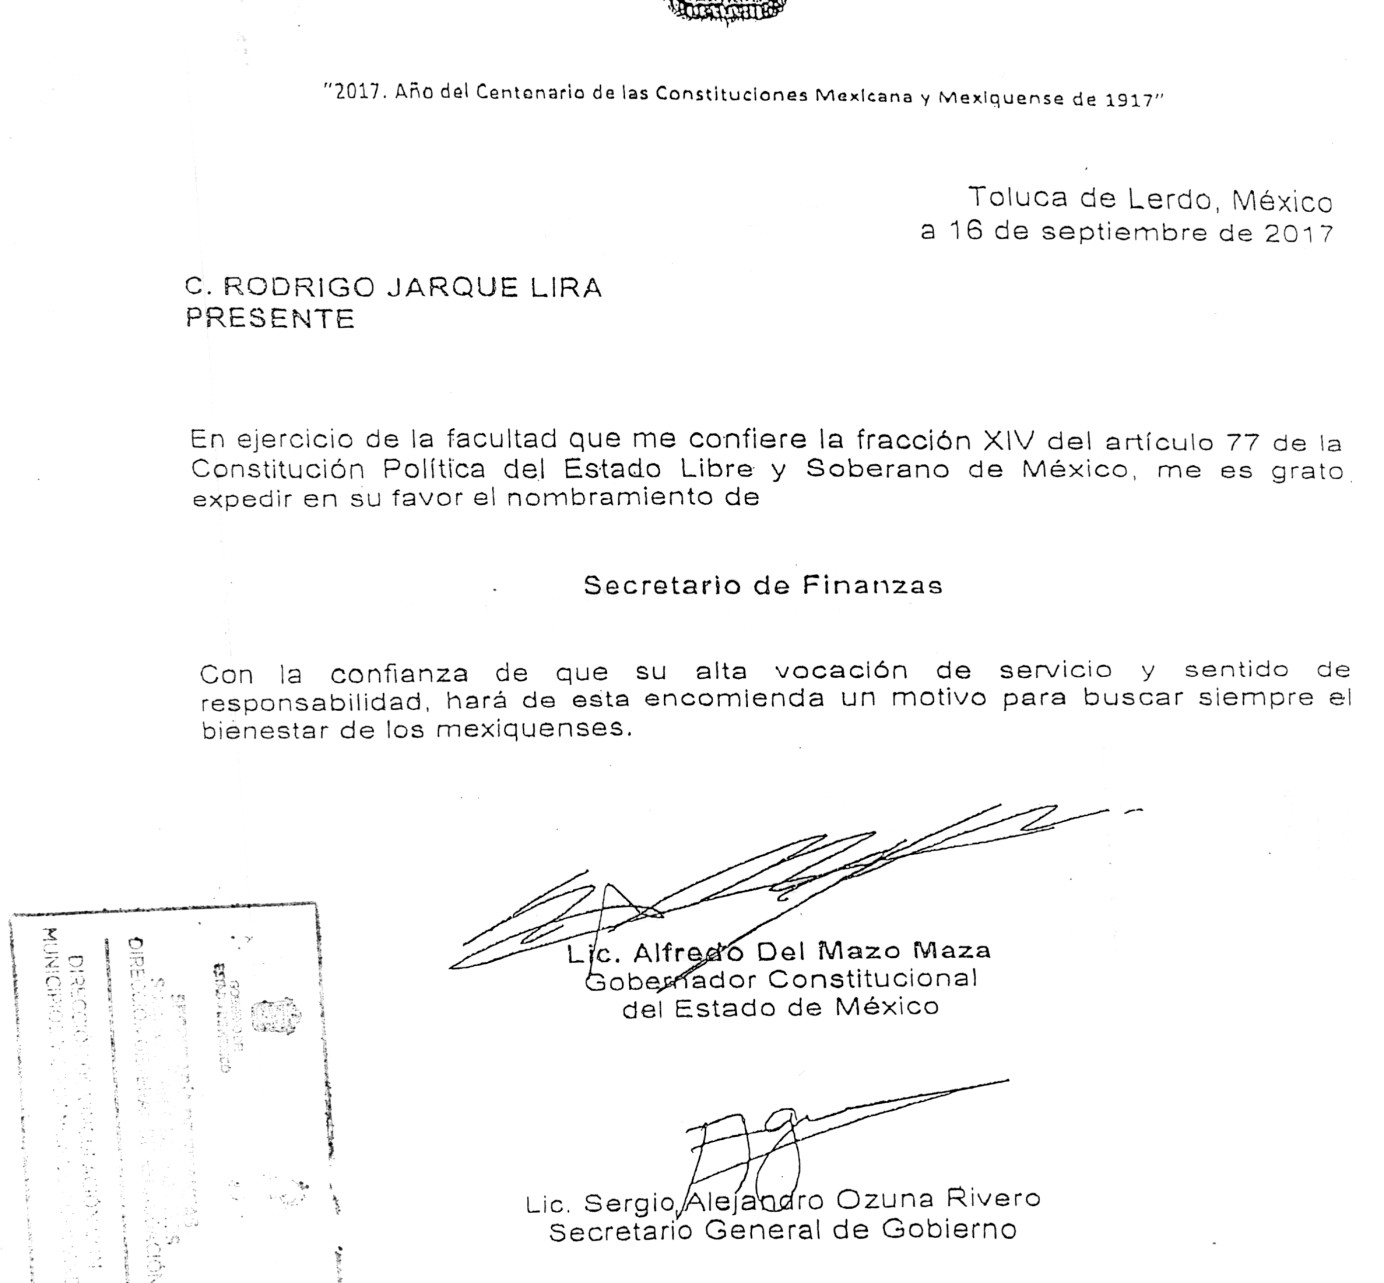 "2017. Año del Centenario de las Constituciones Mexicana y Mexiquense de 1917"
Toluca de Lerdo, México
a 16 de septiembre de 2017
C. RODRIGO JARQUE LIRA
PRESENTE
En ejercicio de la facultad que me confiere la fracción XIV del artículo 77 de la
Constitución Política del Estado Libre y Soberano de México, me es grato
expedir en su favor el nombramiento de
Secretario de Finanzas
Con la confianza de que su alta vocación de servicio y sentido de
responsabilidad, hará de esta encomienda un motivo para buscar siempre el
bienestar de los mexiquenses.
Lic. Alfredo Del Mazo Maza
Gobernador Constitucional
del Estado de México
Lic. Sergio Alejandro Ozuna Rivero
Secretario General de Gobierno